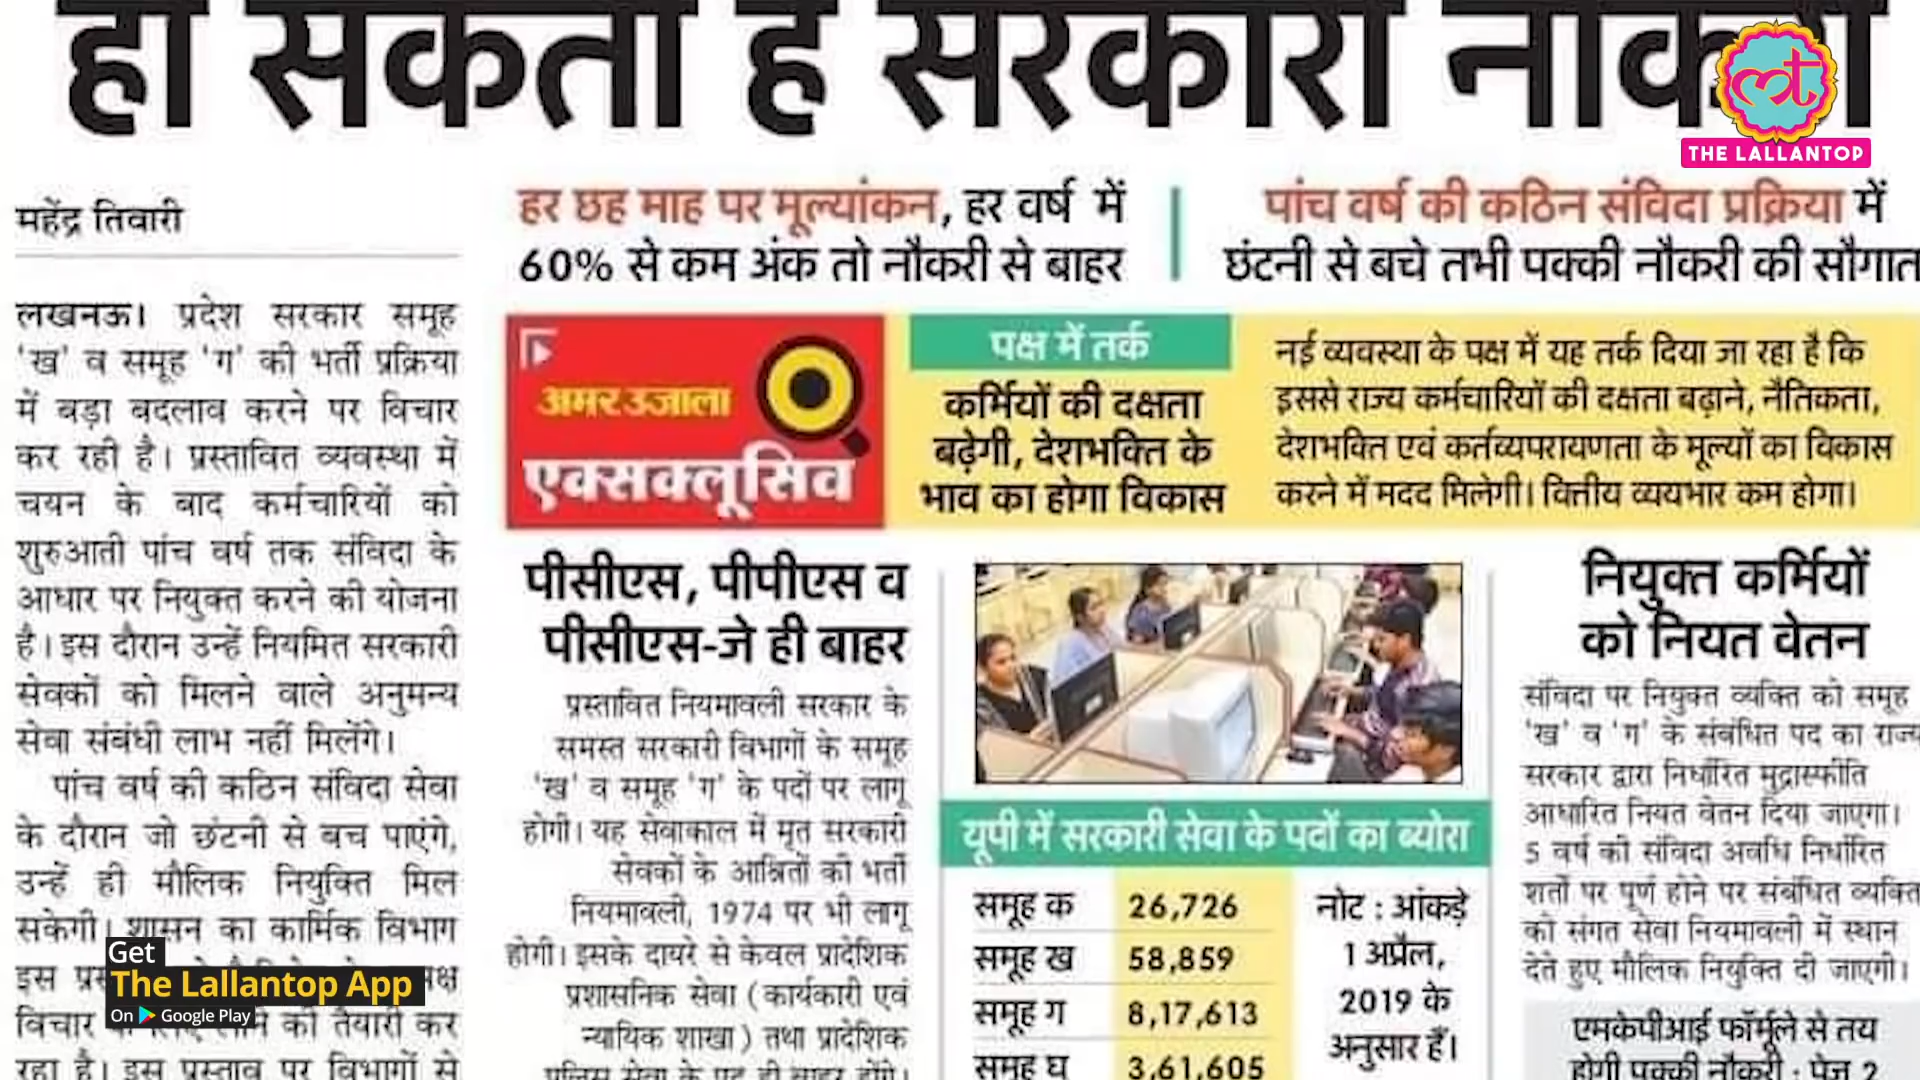 हो सकती है सरकारी नौकरी
THE LALLANTOP
महेंद्र तिवारी
हर छह माह पर मूल्यांकन, हर वर्ष में
60% से कम अंक तो नौकरी से बाहर
पांच वर्ष की कठिन संविदा प्रक्रिया में
छंटनी से बचे तभी पक्की नौकरी की सौगात
लखनऊ। प्रदेश सरकार समूह
'ख' व समूह 'ग' की भर्ती प्रक्रिया
में बड़ा बदलाव करने पर विचार
कर रही है। प्रस्तावित व्यवस्था में
चयन के बाद कर्मचारियों को
शुरुआती पांच वर्ष तक संविदा के
आधार पर नियुक्त करने की योजना
है। इस दौरान उन्हें नियमित सरकारी
सेवकों को मिलने वाले अनुमन्य
सेवा संबंधी लाभ नहीं मिलेंगे।
पांच वर्ष की कठिन संविदा सेवा
के दौरान जो छंटनी से बच पाएंगे,
उन्हें ही मौलिक नियुक्ति मिल
सकेगी। शासन का कार्मिक विभाग
इस
विचार की तैयारी कर
रहा है। इस प्रस्ताव पर विभागों से
अमर उजाला
एक्सक्लूसिव
पक्ष में तर्क
कर्मियों की दक्षता
बढ़ेगी, देशभक्ति के
भाव का होगा विकास
नई व्यवस्था के पक्ष में यह तर्क दिया जा रहा है कि
इससे राज्य कर्मचारियों की दक्षता बढ़ाने, नैतिकता,
देशभक्ति एवं कर्तव्यपरायणता के मूल्यों का विकास
करने में मदद मिलेगी। वित्तीय व्ययभार कम होगा।
पीसीएस, पीपीएस व
पीसीएस-जे ही बाहर
प्रस्तावित नियमावली सरकार के
समस्त सरकारी विभागों के समूह
'ख' व समूह 'ग' के पदों पर लागू
होगी। यह सेवाकाल में मृत सरकारी
सेवकों के आश्रितों की भर्ती
नियमावली, 1974 पर भी लागू
होगी। इसके दायरे से केवल प्रादेशिक
प्रशासनिक सेवा (कार्यकारी एवं
न्यायिक शाखा) तथा प्रादेशिक
पुलिस सेवा के पद ही बाहर होंगे।
यूपी में सरकारी सेवा के पदों का ब्योरा
समूह क 26,726
समूह ख 58,859
समूह ग 8,17,613
समूह घ 3,61,605
नोट : आंकड़े
1 अप्रैल,
2019 के
अनुसार हैं।
नियुक्त कर्मियों
को नियत वेतन
संविदा पर नियुक्त व्यक्ति को समूह
'ख' व 'ग' के संबंधित पद का राज्य
सरकार द्वारा निर्धारित मुद्रास्फीति
आधारित नियत वेतन दिया जाएगा।
5 वर्ष की संविदा अवधि निर्धारित
शर्तों पर पूर्ण होने पर संबंधित व्यक्ति
को संगत सेवा नियमावली में स्थान
देते हुए मौलिक नियुक्ति दी जाएगी।
एमकेपीआई फॉर्मूले से तय
होगी पक्की नौकरी : पेज 2
Get
The Lallantop App
On Google Play